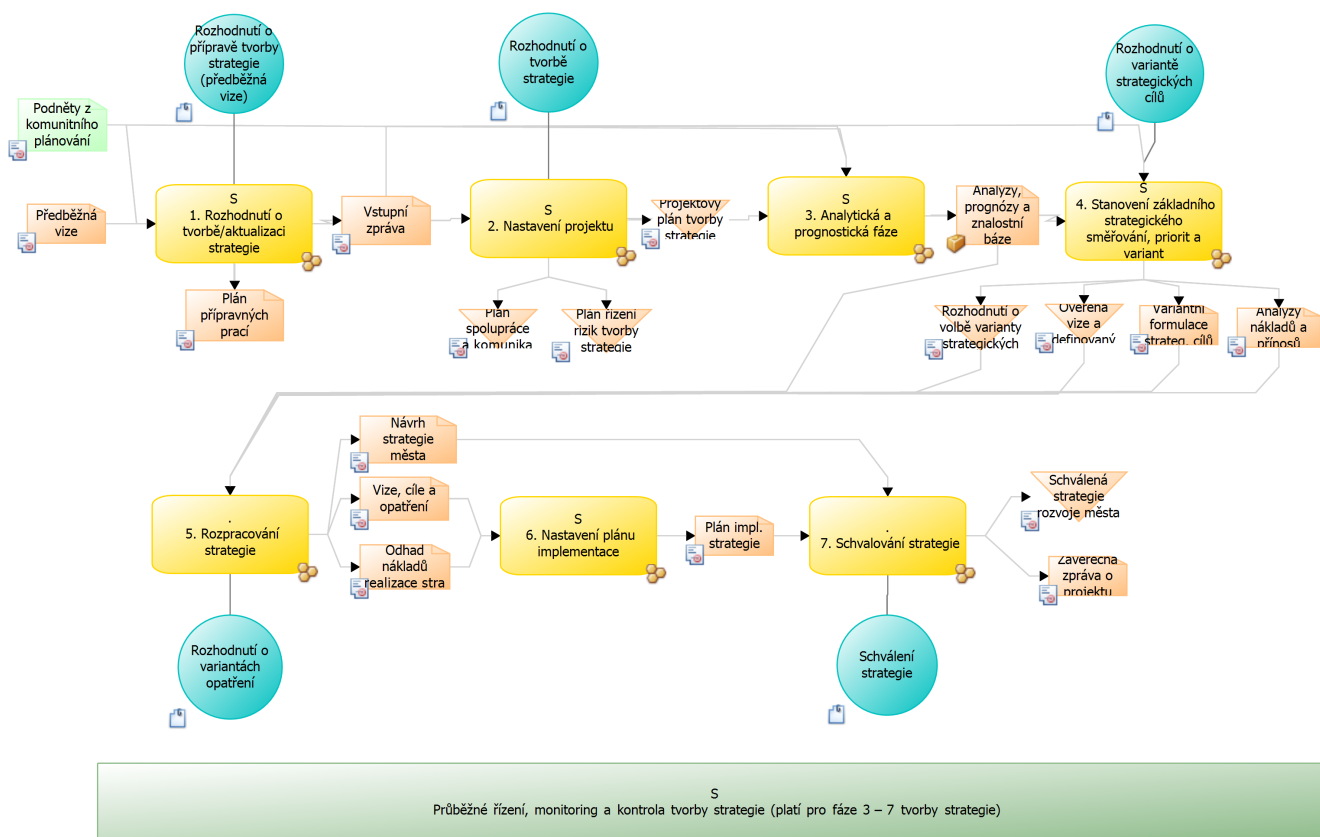 Rozhodnutí o
přípravě tvorby
strategie
(předběžná
vize)
Rozhodnutí o
tvorbě
strategie
Rozhodnutí o
variantě
strategických
cílů
Podněty z
komunitního
plánování
Předběžná
vize
S
1. Rozhodnutí o
tvorbě/aktualizaci
strategie
Vstupní
zpráva
S
2. Nastavení projektu
Projektový
plán tvorby
strategie
S
3. Analytická a
prognostická fáze
Analýzy,
prognózy a
znalostní
báze
S
4. Stanovení základního
strategického
směřování, priorit a
variant
Plán
přípravných
prací
Plán
spolupráce
a komunika
Plán řízení
rizik tvorby
strategie
Rozhodnutí o
volbě varianty
strategických
Ověřená
vize a
definovaný
Variantní
formulace
strateg. cílů
Analýzy
nákladů a
přínosů
Návrh
strategie
města
Vize, cíle a
opatření
Odhad
nákladů
realizace stra
.
5. Rozpracování
strategie
S
6. Nastavení plánu
implementace
Plán impl.
strategie
.
7. Schvalování strategie
Schválená
strategie
rozvoje města
Závěrečná
zpráva o
projektu
Rozhodnutí o
variantách
opatření
Schválení
strategie
S
Průběžné řízení, monitoring a kontrola tvorby strategie (platí pro fáze 3 – 7 tvorby strategie)